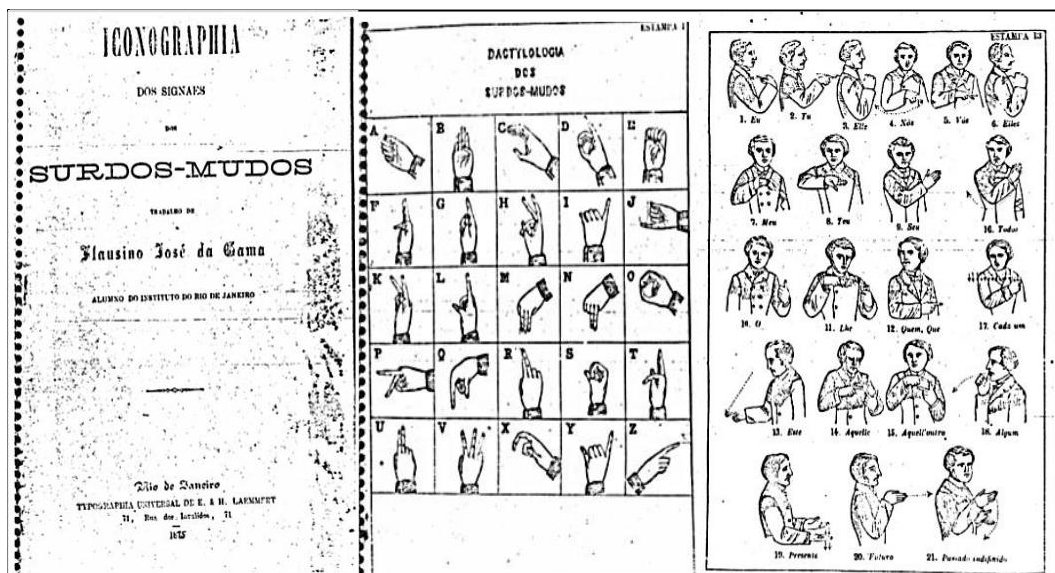 ICONOGRAPHIA
DOS SIGNAES
DOS
SURDOS-MUDOS
TRABALHO DE
Flausino José da Gama
ALUMNO DO INSTITUTO DO RIO DE JANEIRO
Rio de Janeiro
TYPOGRAPHIA UNIVERSAL DE E. & H. LAEMMERT
71, Rua dos Invalidos, 71
1875
ESTAMPA I
DACTYLOLOGIA
DOS
SURDOS-MUDOS
A B C D E
F G H I J
K L M N O
P Q R S T
U V X Y Z
ESTAMPA 13
1. Eu 2. Tu 3. Elle 4. Nós 5. Vós 6. Elles
7. Meu 8. Teu 9. Seu 16. Todos
10. O, 11. Lhe 12. Quem, Que 17. Cada um
13. Este 14. Aquelle 15. Aquell'outro 18. Algum
19. Presente 20. Futuro 21. Passado indefinido